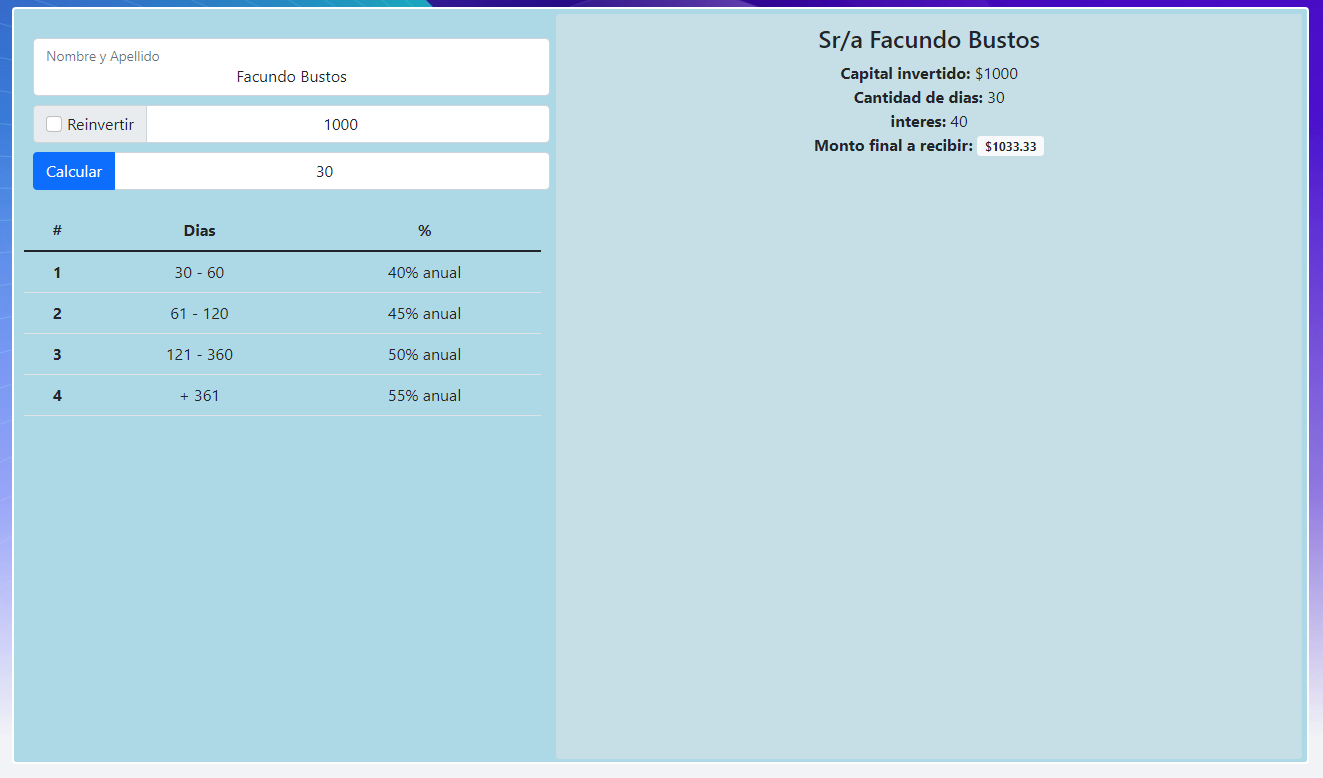 Nombre y Apellido
Facundo Bustos
Reinvertir 1000
Calcular 30
# Dias %
1 30 - 60 40% anual
2 61 - 120 45% anual
3 121 - 360 50% anual
4 + 361 55% anual
Sr/a Facundo Bustos
Capital invertido: $1000
Cantidad de dias: 30
interes: 40
Monto final a recibir: $1033.33